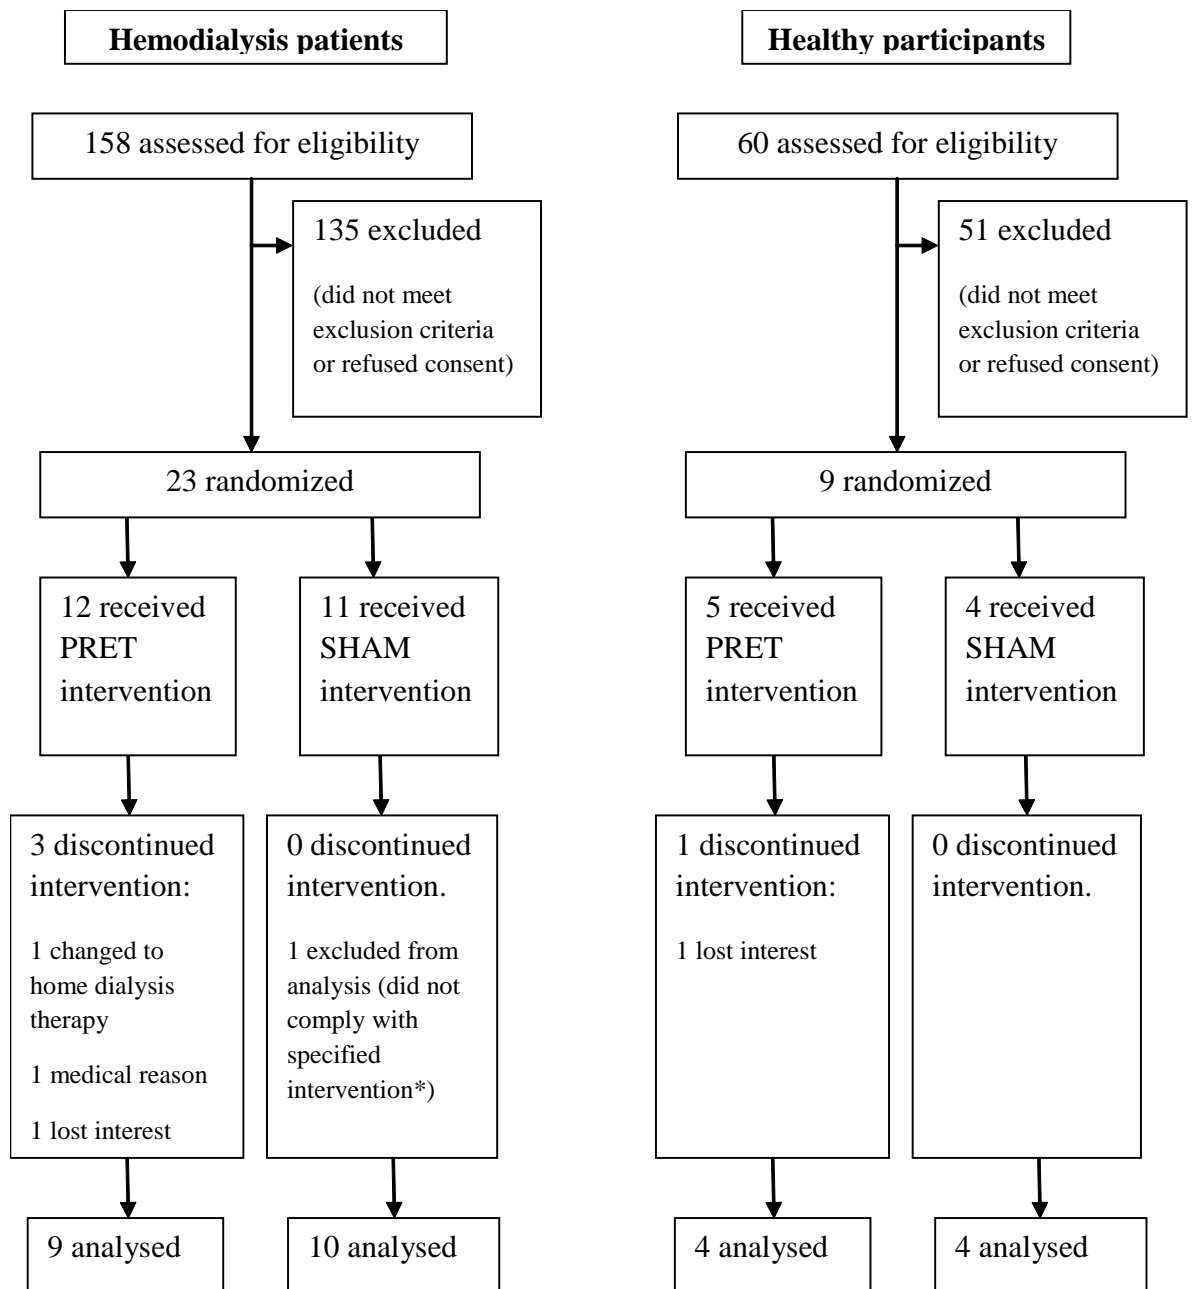 Hemodialysis patients
158 assessed for eligibility
135 excluded
(did not meet
exclusion criteria
or refused consent)
23 randomized
12 received
PRET
intervention
11 received
SHAM
intervention
3 discontinued
intervention:
1 changed to
home dialysis
therapy
1 medical reason
1 lost interest
0 discontinued
intervention.
1 excluded from
analysis (did not
comply with
specified
intervention*)
9 analysed
10 analysed
Healthy participants
60 assessed for eligibility
51 excluded
(did not meet
exclusion criteria
or refused consent)
9 randomized
5 received
PRET
intervention
4 received
SHAM
intervention
1 discontinued
intervention:
1 lost interest
0 discontinued
intervention.
4 analysed
4 analysed